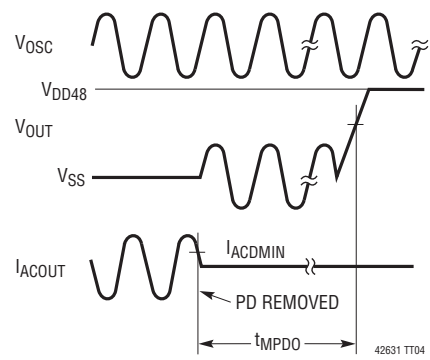 VOSC
VDD48
VOUT
VSS
IACOUT
IACDMIN
PD REMOVED
tMPDO
42631 TT04